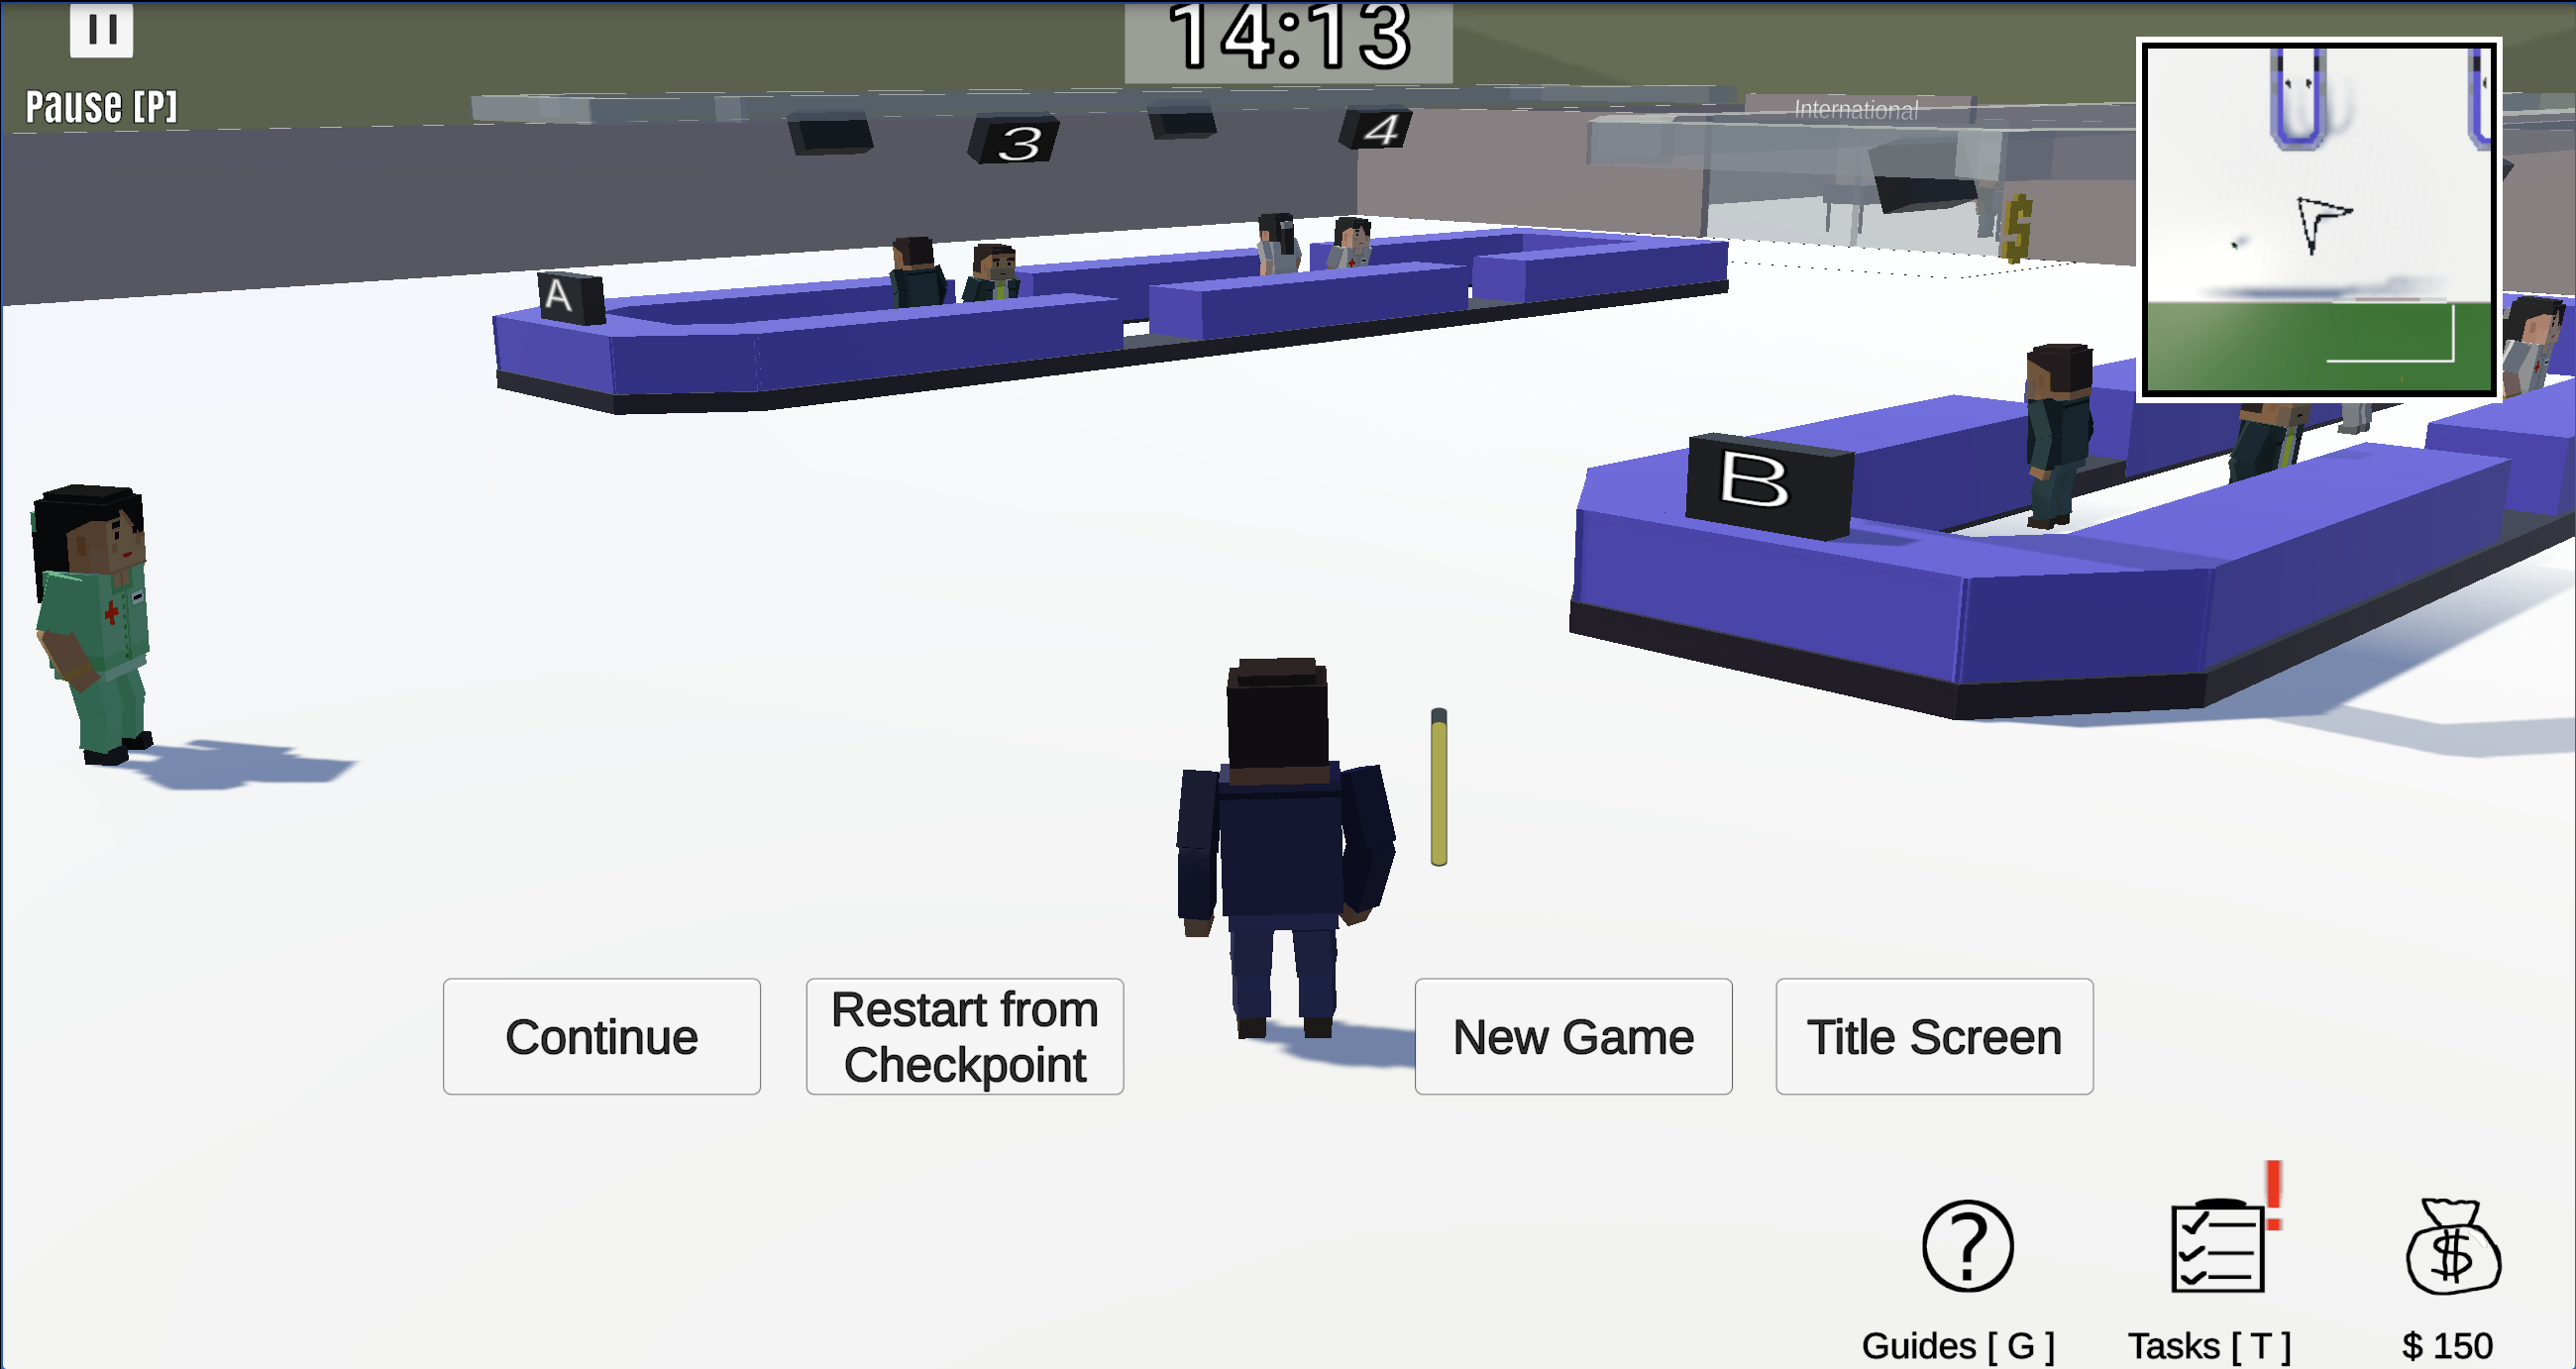 14:13
Pause [P]
International
3
4
A
B
Continue
Restart from
Checkpoint
New Game
Title Screen
Guides [ G ]
Tasks [ T ]
$ 150